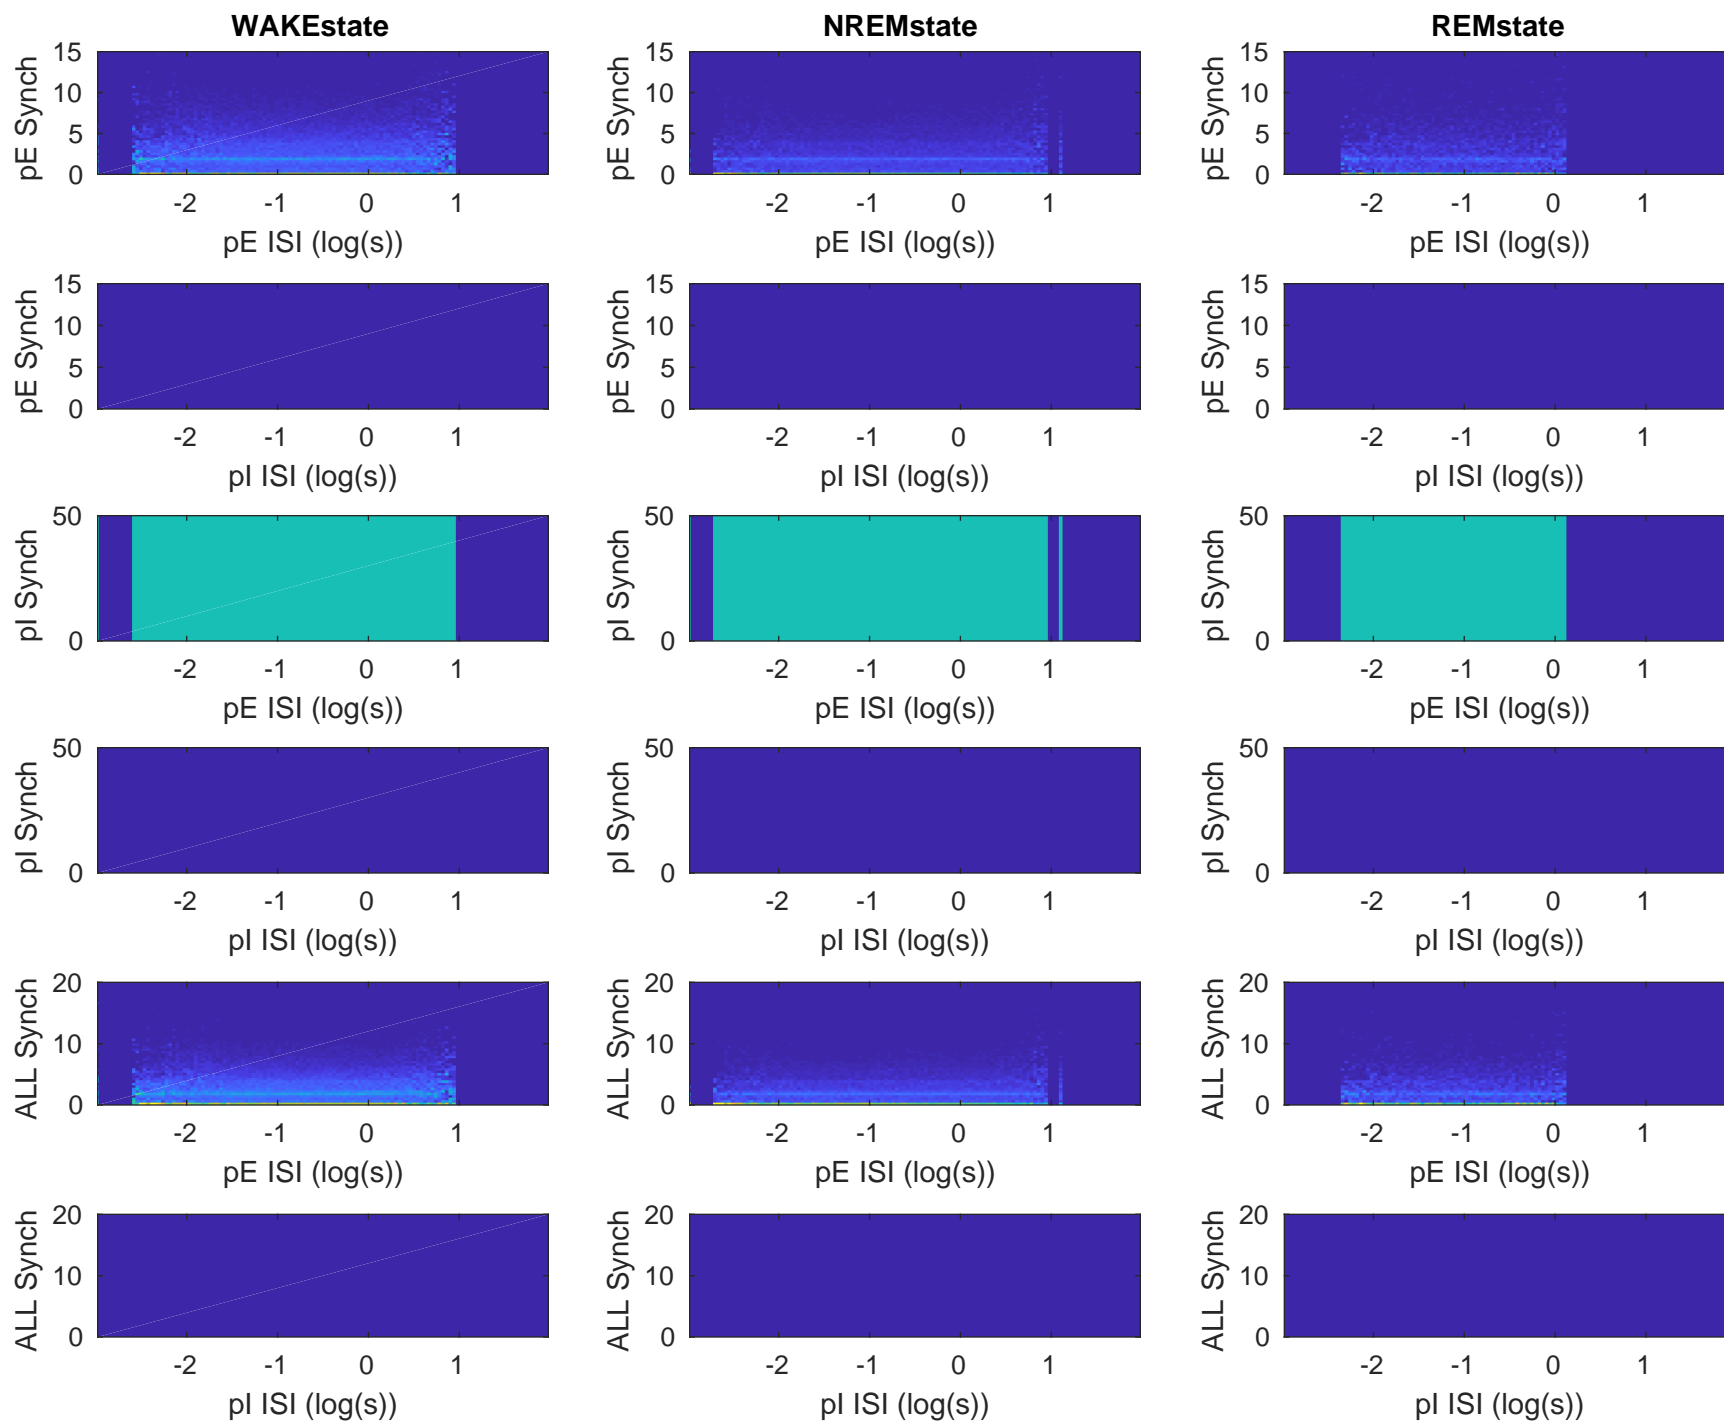 WAKEstate NREMstate REMstate
15 15 15
10 10 10
5 5 5
0 0 0
pE Synch pE Synch pE Synch
-2 -1 0 1 -2 -1 0 1 -2 -1 0 1
pE ISI (log(s)) pE ISI (log(s)) pE ISI (log(s))
15 15 15
10 10 10
5 5 5
0 0 0
pE Synch pE Synch pE Synch
-2 -1 0 1 -2 -1 0 1 -2 -1 0 1
pI ISI (log(s)) pI ISI (log(s)) pI ISI (log(s))
50 50 50
0 0 0
pI Synch pI Synch pI Synch
-2 -1 0 1 -2 -1 0 1 -2 -1 0 1
pE ISI (log(s)) pE ISI (log(s)) pE ISI (log(s))
50 50 50
0 0 0
pI Synch pI Synch pI Synch
-2 -1 0 1 -2 -1 0 1 -2 -1 0 1
pI ISI (log(s)) pI ISI (log(s)) pI ISI (log(s))
20 20 20
10 10 10
0 0 0
ALL Synch ALL Synch ALL Synch
-2 -1 0 1 -2 -1 0 1 -2 -1 0 1
pE ISI (log(s)) pE ISI (log(s)) pE ISI (log(s))
20 20 20
10 10 10
0 0 0
ALL Synch ALL Synch ALL Synch
-2 -1 0 1 -2 -1 0 1 -2 -1 0 1
pI ISI (log(s)) pI ISI (log(s)) pI ISI (log(s))